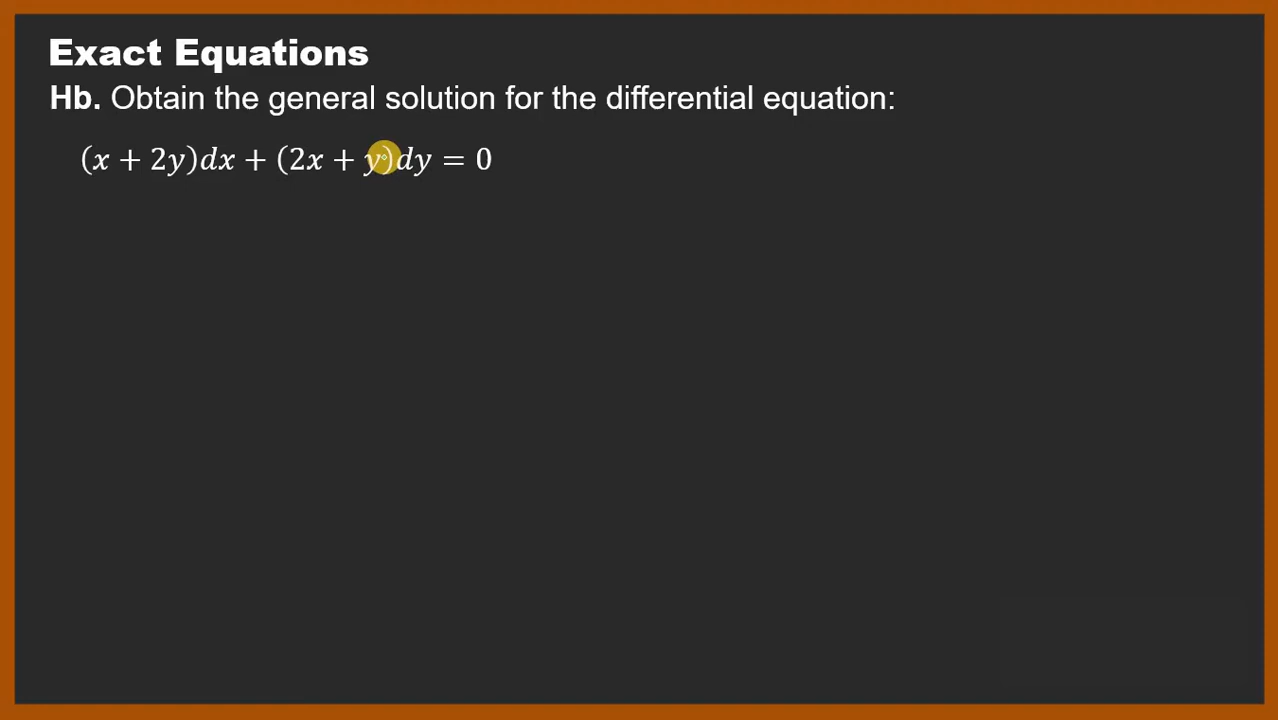 Exact Equations
Hb. Obtain the general solution for the differential equation:
(x + 2y)dx + (2x + y)dy = 0